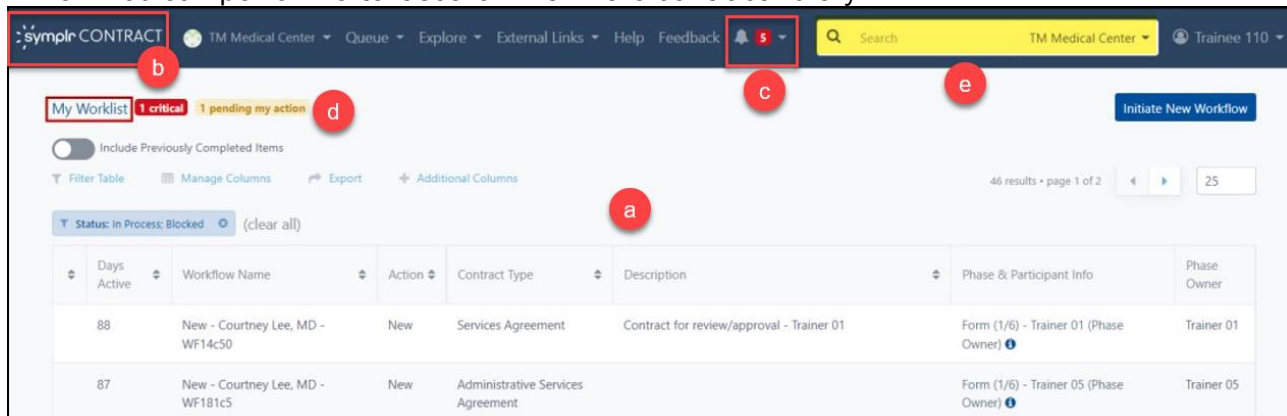 symplr CONTRACT TM Medical Center Queue Explore External Links Help Feedback 5 Search TM Medical Center Trainee 110
b
c
e
My Worklist 1 critical 1 pending my action d
Initiate New Workflow
Include Previously Completed Items
Filter Table Manage Columns Export + Additional Columns 46 results • page 1 of 2 25
a
Status: In Process; Blocked (clear all)
Days Active Workflow Name Action Contract Type Description Phase & Participant Info Phase Owner
88 New - Courtney Lee, MD - WF14c50 New Services Agreement Contract for review/approval - Trainer 01 Form (1/6) - Trainer 01 (Phase Owner) Trainer 01
87 New - Courtney Lee, MD - WF181c5 New Administrative Services Agreement Form (1/6) - Trainer 05 (Phase Owner) Trainer 05